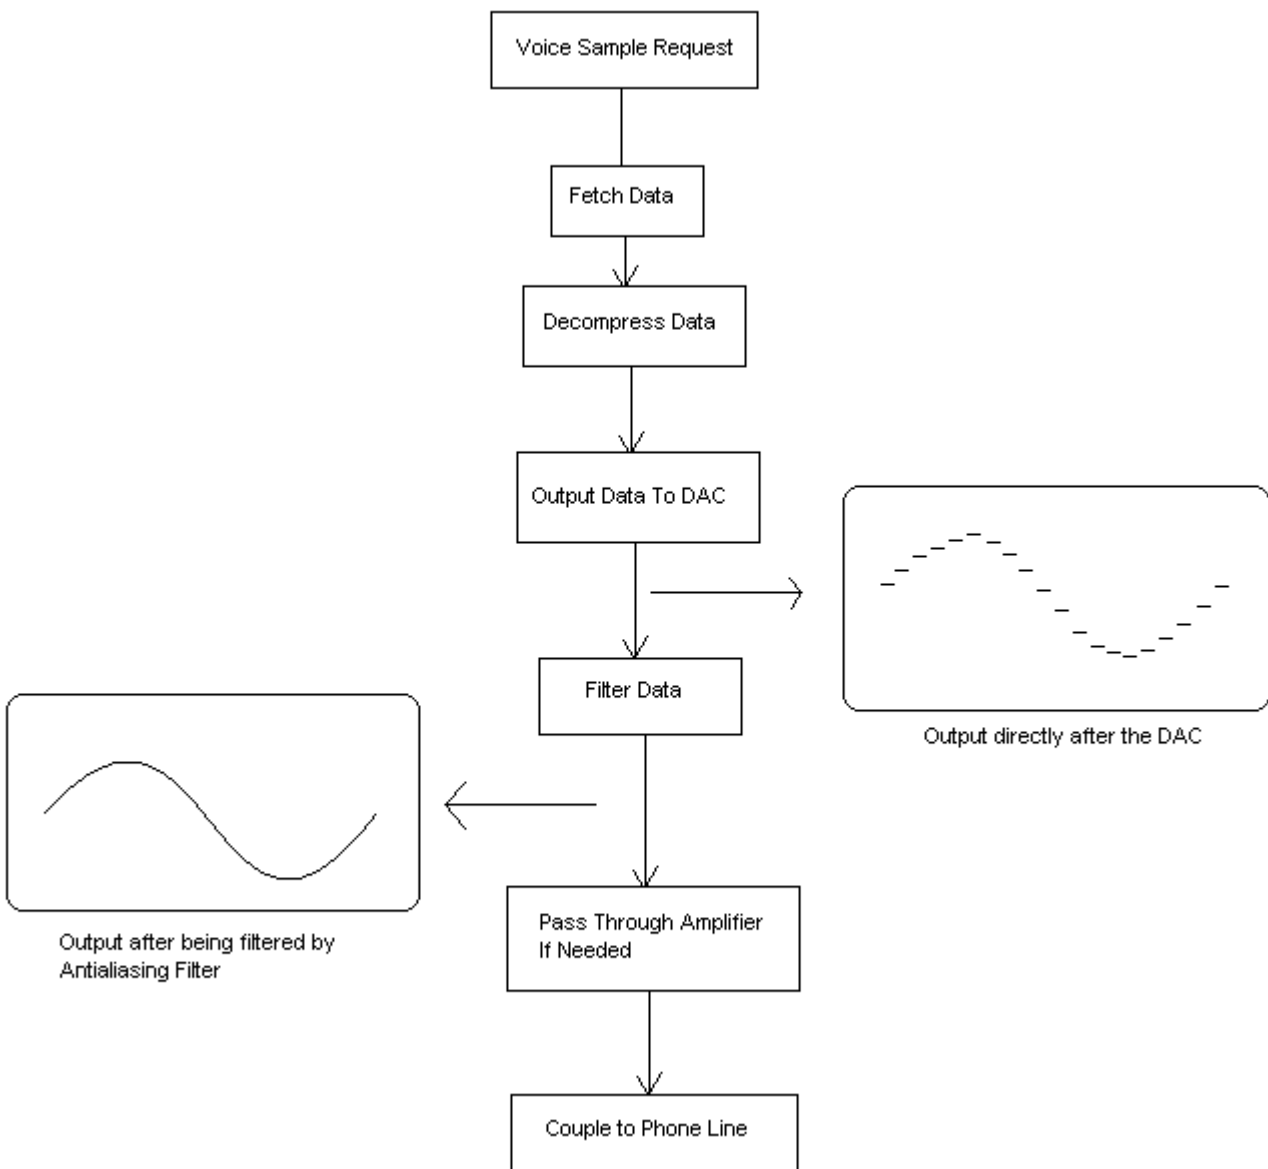 Voice Sample Request
Fetch Data
Decompress Data
Output Data To DAC
Filter Data
Output directly after the DAC
Output after being filtered by
Antialiasing Filter
Pass Through Amplifier
If Needed
Couple to Phone Line